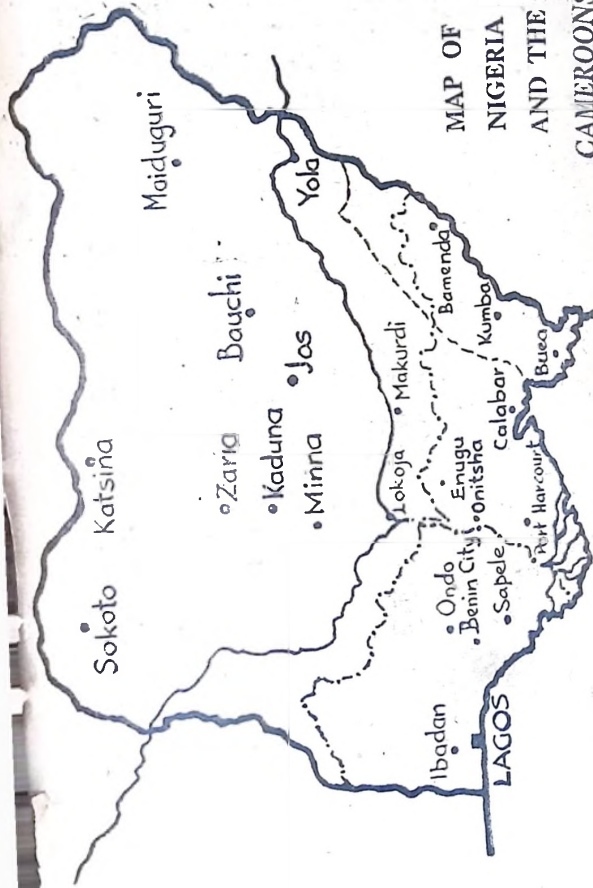 Maiduguri
Katsina
Sokoto
Bauchi
Zaria
Yola
Jos
Kaduna
Minna
Makurdi
Lokoja
Bamenda
Enugu
Ondo
Ibadan
Onitsha
Benin City
Kumba
Calabar
Sapele
LAGOS
Buea
Port Harcourt
MAP OF
NIGERIA
AND THE
CAMEROONS